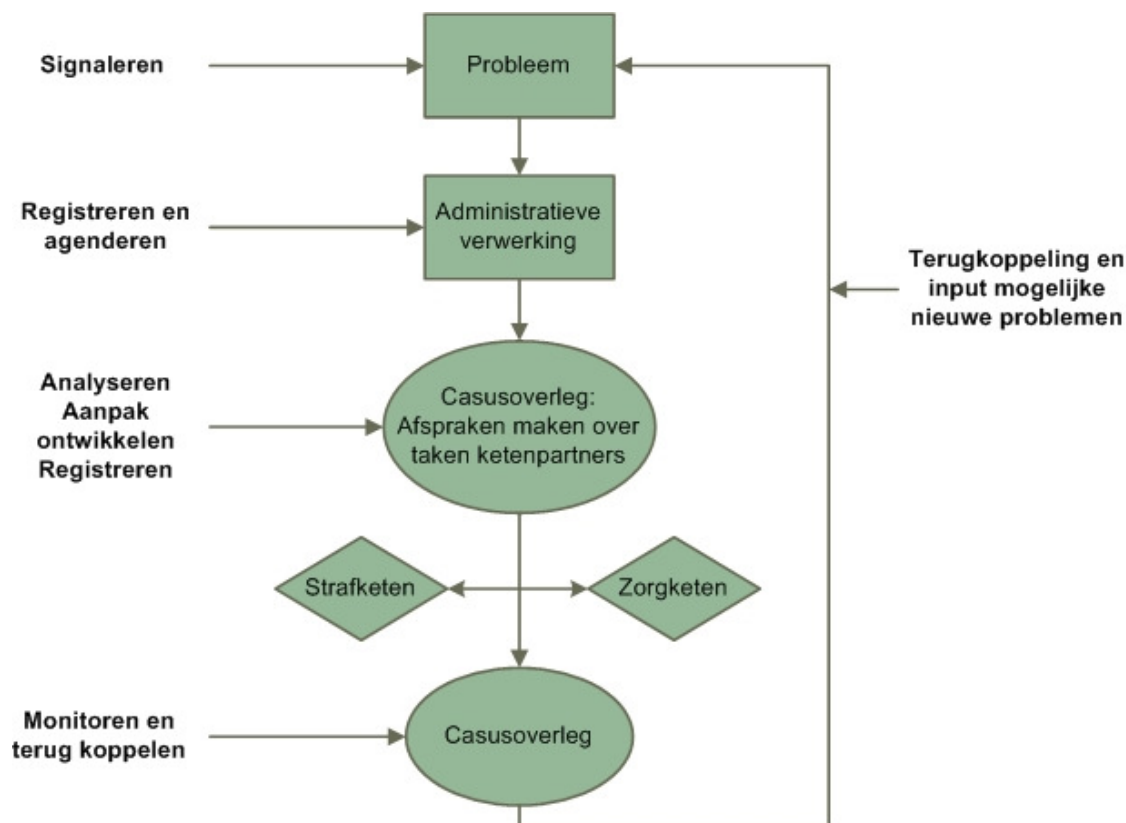 Signaleren
Probleem
Registreren en
agenderen
Administratieve
verwerking
Terugkoppeling en
input mogelijke
nieuwe problemen
Analyseren
Aanpak
ontwikkelen
Registreren
Casusoverleg:
Afspraken maken over
taken ketenpartners
Strafketen
Zorgketen
Monitoren en
terug koppelen
Casusoverleg